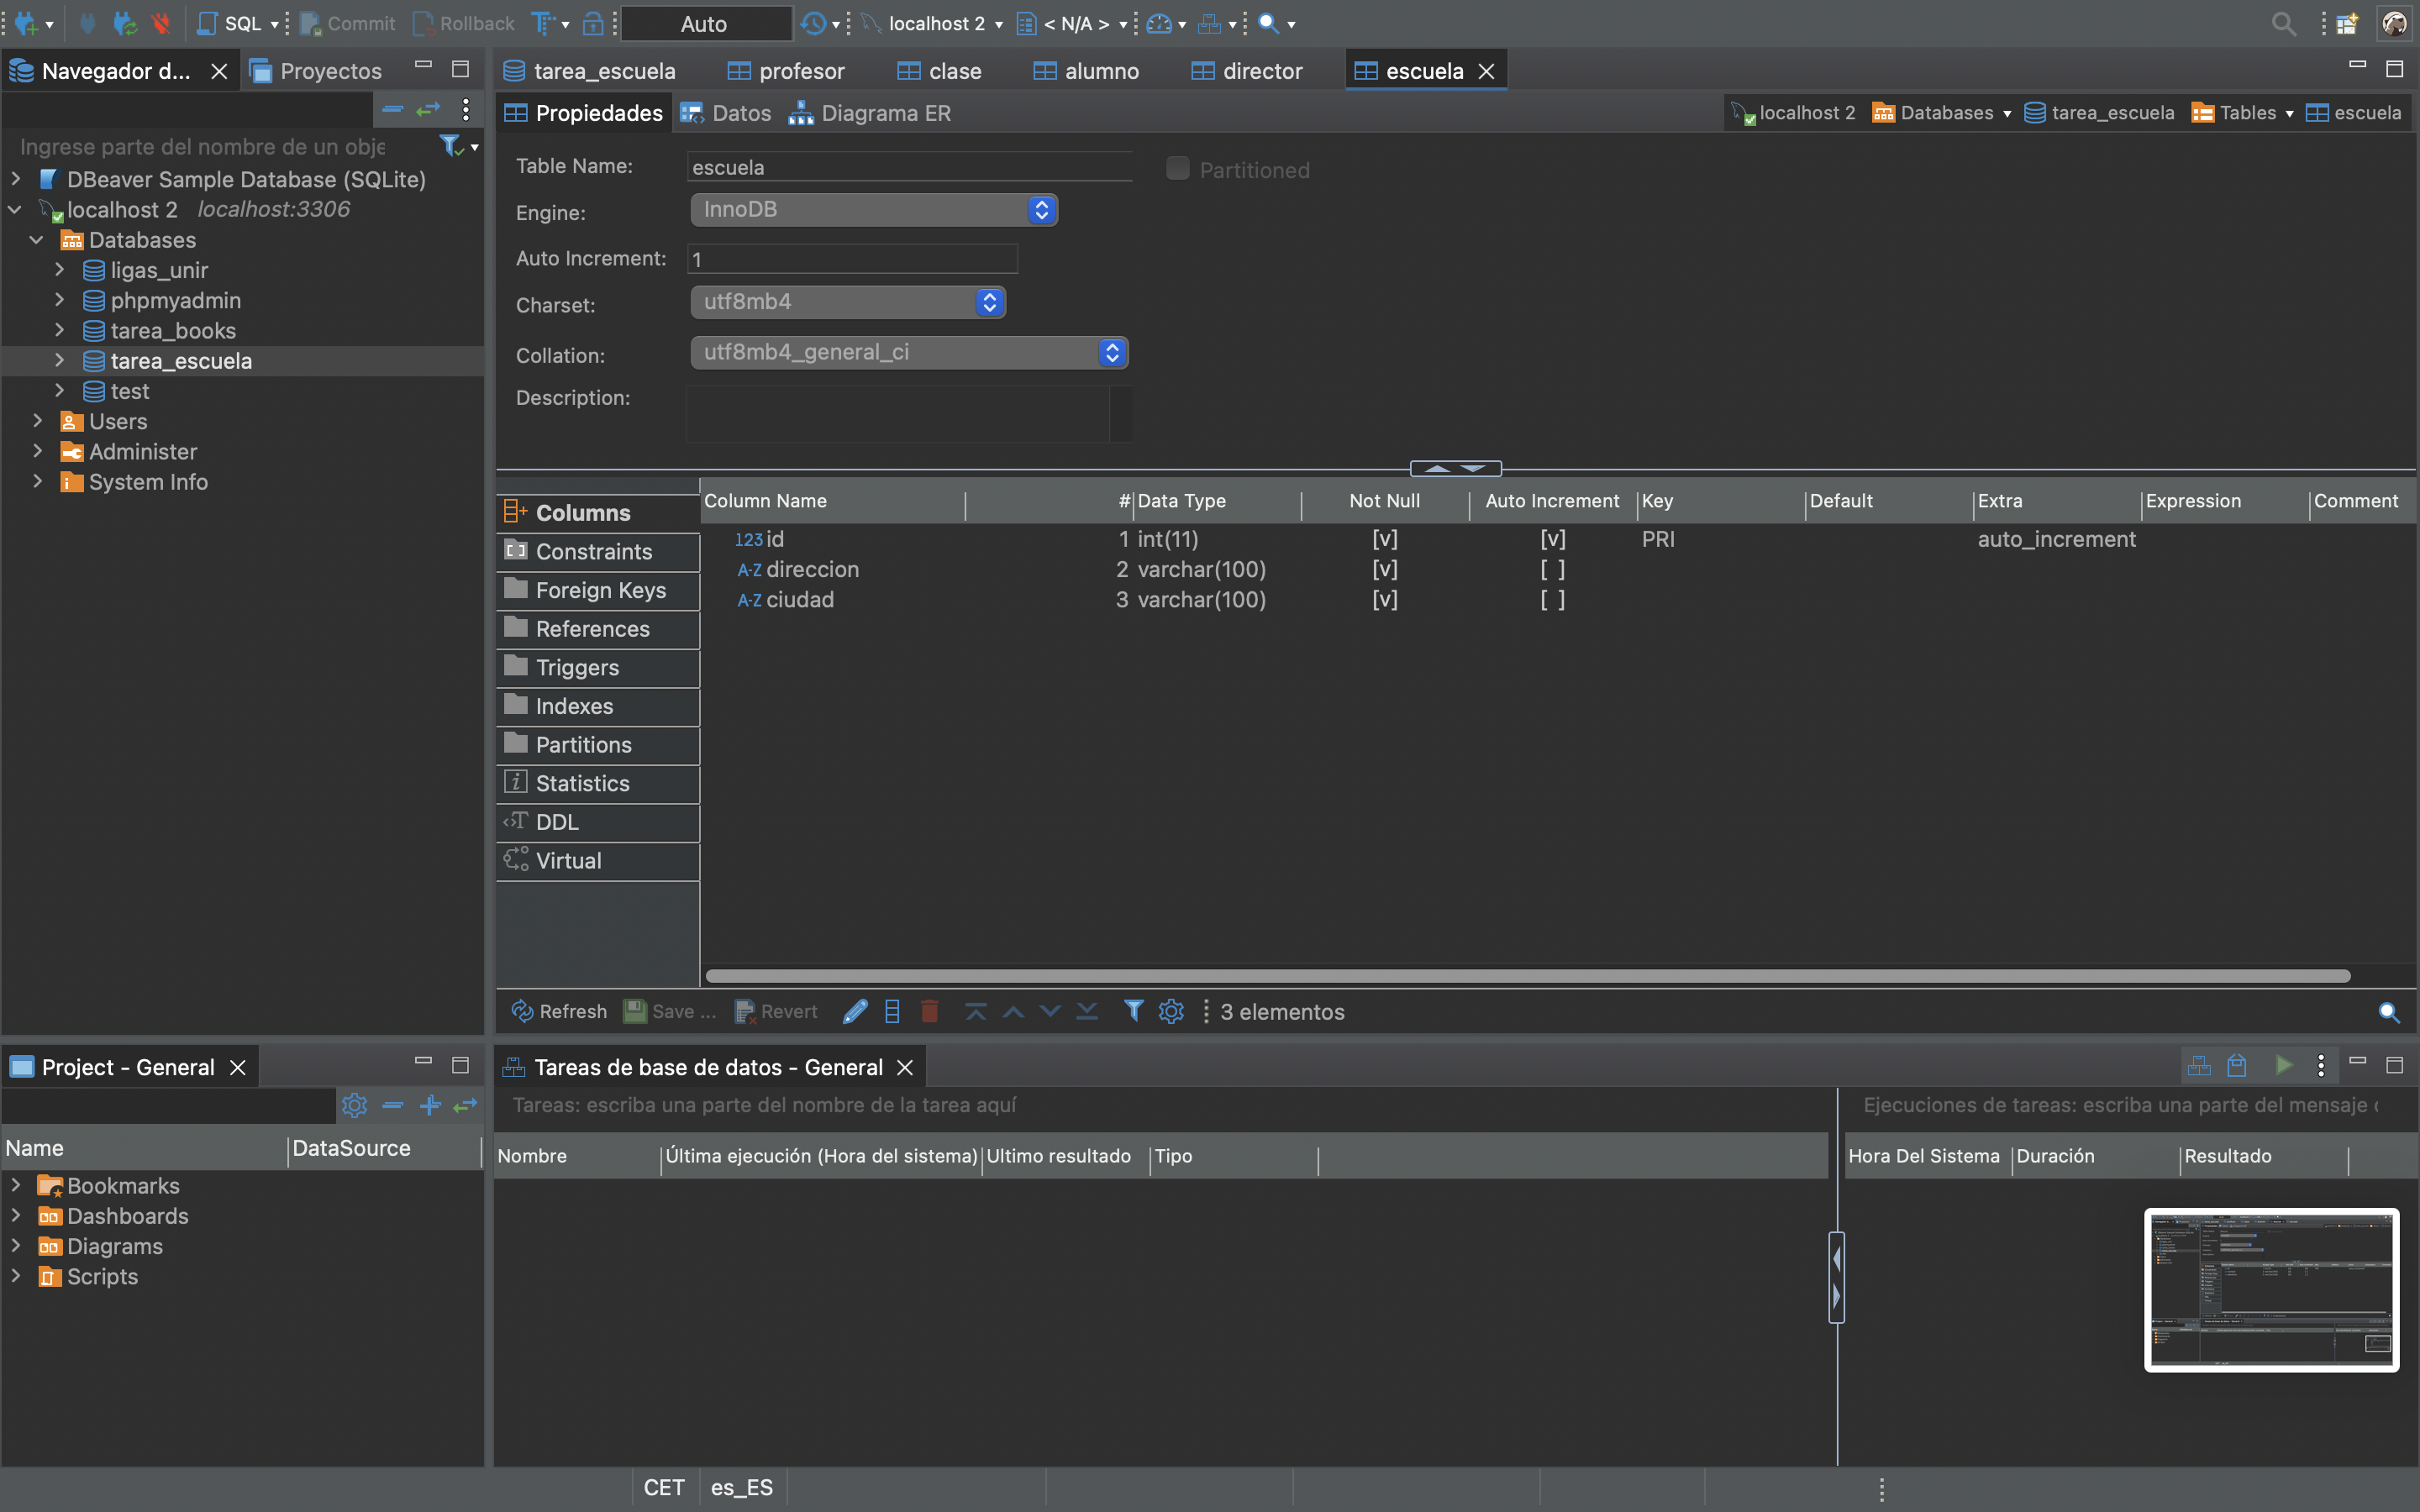 SQL Commit Rollback Auto localhost 2 < N/A >
Navegador d... Proyectos
Ingrese parte del nombre de un obje
DBeaver Sample Database (SQLite)
localhost 2 localhost:3306
Databases
ligas_unir
phpmyadmin
tarea_books
tarea_escuela
test
Users
Administer
System Info
tarea_escuela profesor clase alumno director escuela
Propiedades Datos Diagrama ER
localhost 2 Databases tarea_escuela Tables escuela
Table Name: escuela Partitioned
Engine: InnoDB
Auto Increment: 1
Charset: utf8mb4
Collation: utf8mb4_general_ci
Description:
Columns
Constraints
Foreign Keys
References
Triggers
Indexes
Partitions
Statistics
DDL
Virtual
Column Name # Data Type Not Null Auto Increment Key Default Extra Expression Comment
123 id 1 int(11) [v] [v] PRI auto_increment
A-Z direccion 2 varchar(100) [v] [ ]
A-Z ciudad 3 varchar(100) [v] [ ]
Refresh Save ... Revert 3 elementos
Project - General
Name DataSource
Bookmarks
Dashboards
Diagrams
Scripts
Tareas de base de datos - General
Tareas: escriba una parte del nombre de la tarea aquí
Nombre Última ejecución (Hora del sistema) Ultimo resultado Tipo
Ejecuciones de tareas: escriba una parte del mensaje
Hora Del Sistema Duración Resultado
CET es_ES